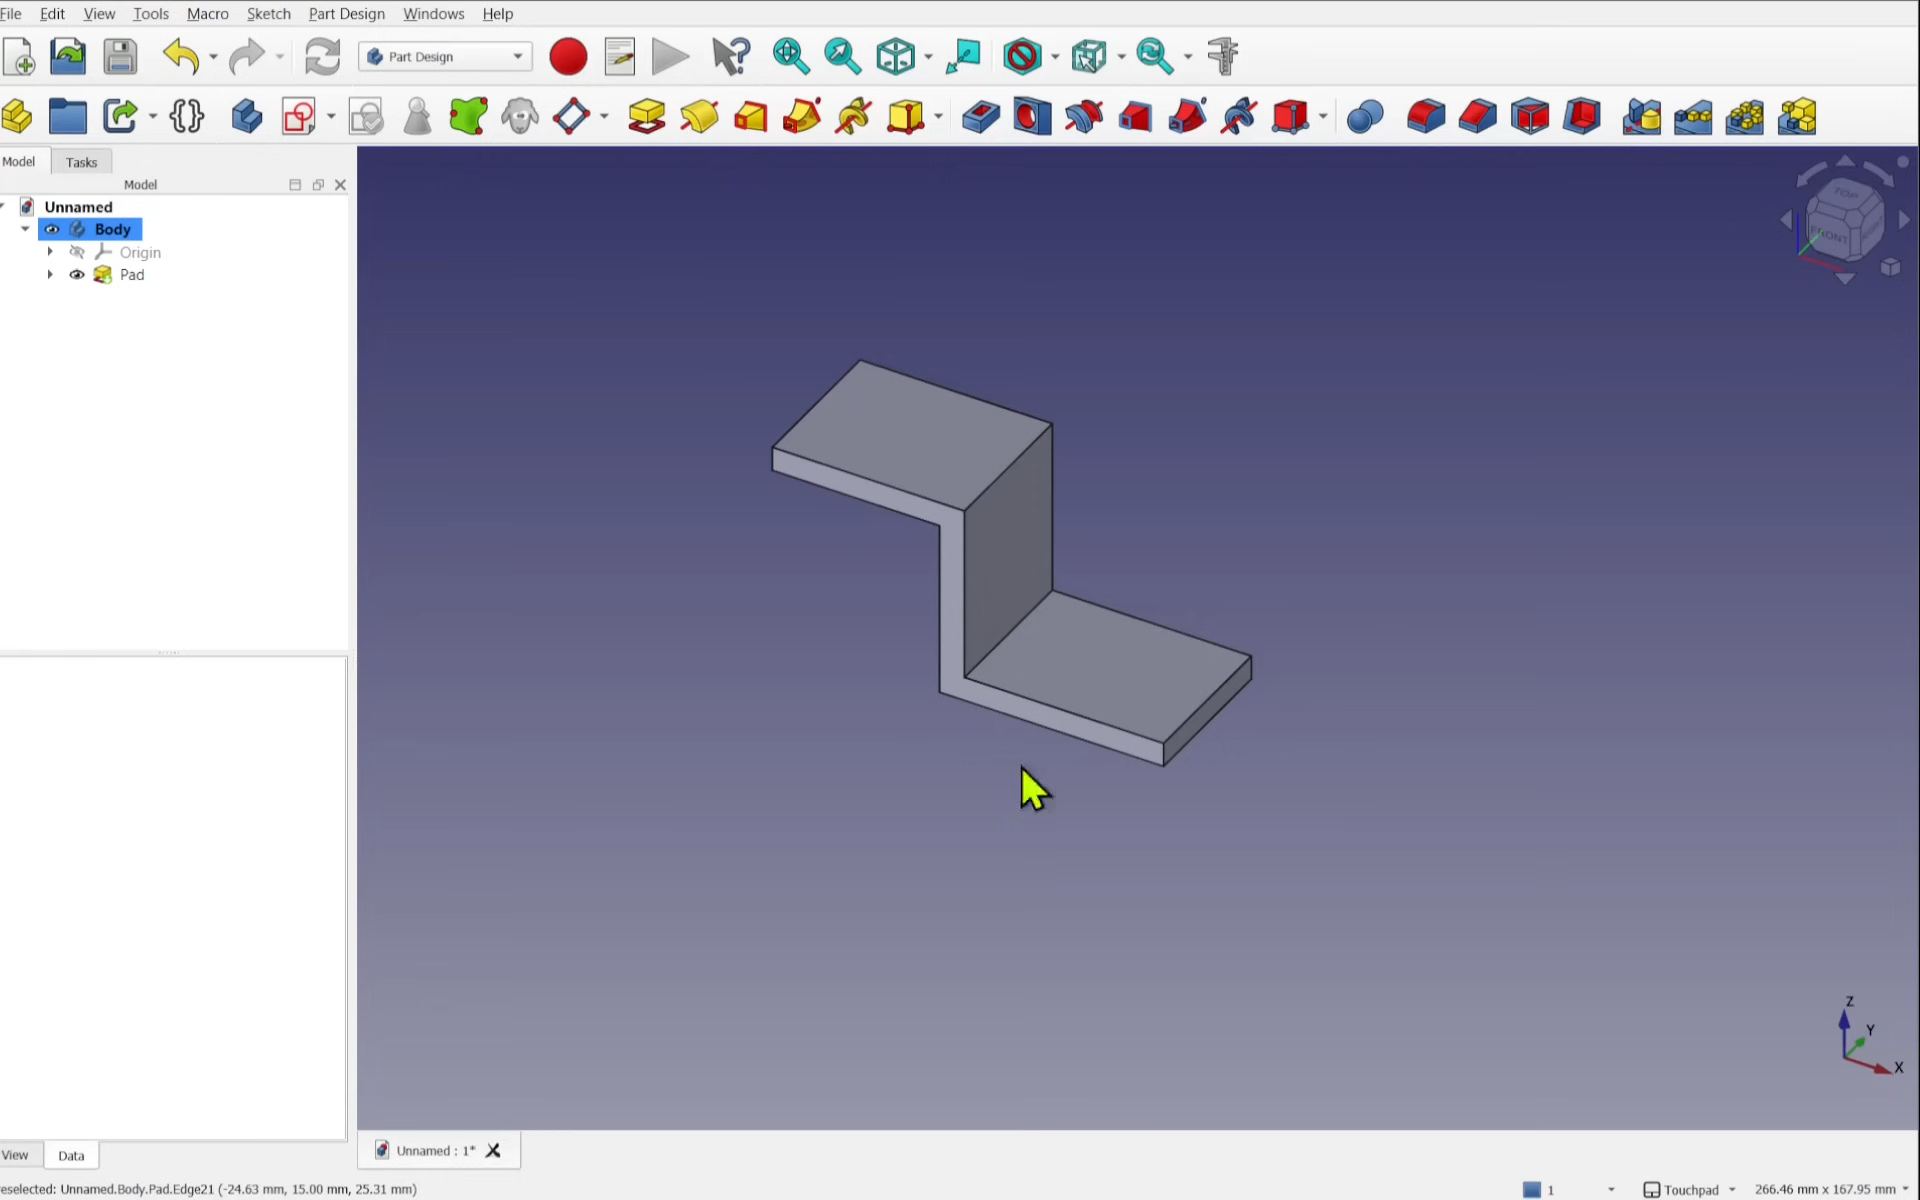 File Edit View Tools Macro Sketch Part Design Windows Help
Part Design
Model Tasks
Model
Unnamed
Body
Origin
Pad
TOP
FRONT
Z
Y
X
View Data
Unnamed : 1*
eselected: Unnamed.Body.Pad.Edge21 (-24.63 mm, 15.00 mm, 25.31 mm)
1 Touchpad 266.46 mm x 167.95 mm